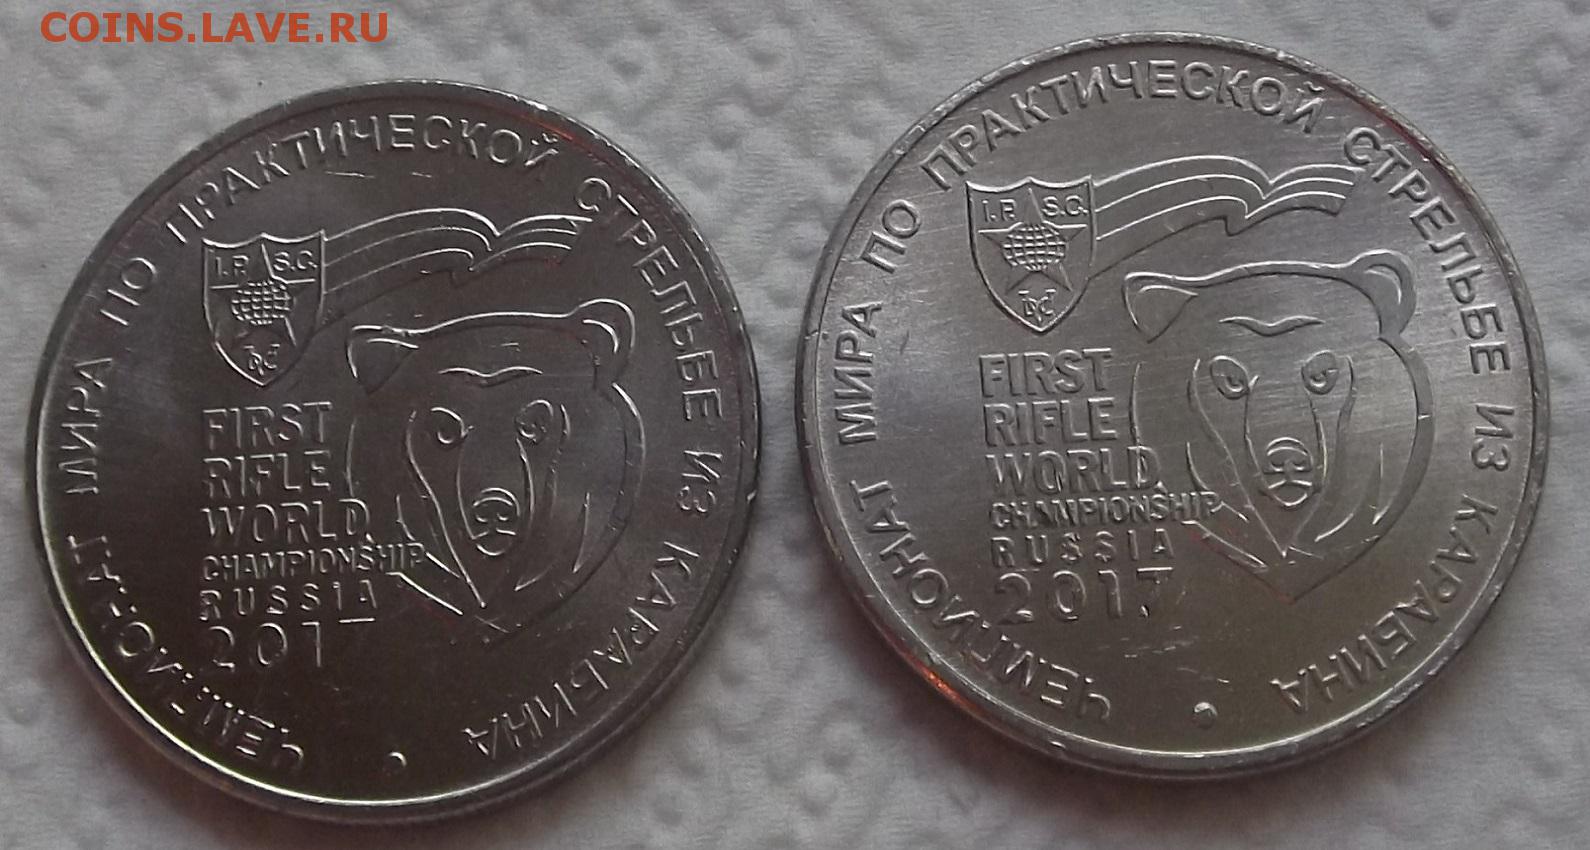 COINS.LAVE.RU
ЧЕМПИОНАТ МИРА ПО ПРАКТИЧЕСКОЙ СТРЕЛЬБЕ ИЗ КАРАБИНА
I.P. S.C.
FIRST
RIFLE
WORLD
CHAMPIONSHIP
RUSSIA
201
ЧЕМПИОНАТ МИРА ПО ПРАКТИЧЕСКОЙ СТРЕЛЬБЕ ИЗ КАРАБИНА
I.P. S.C.
FIRST
RIFLE
WORLD
CHAMPIONSHIP
RUSSIA
2017